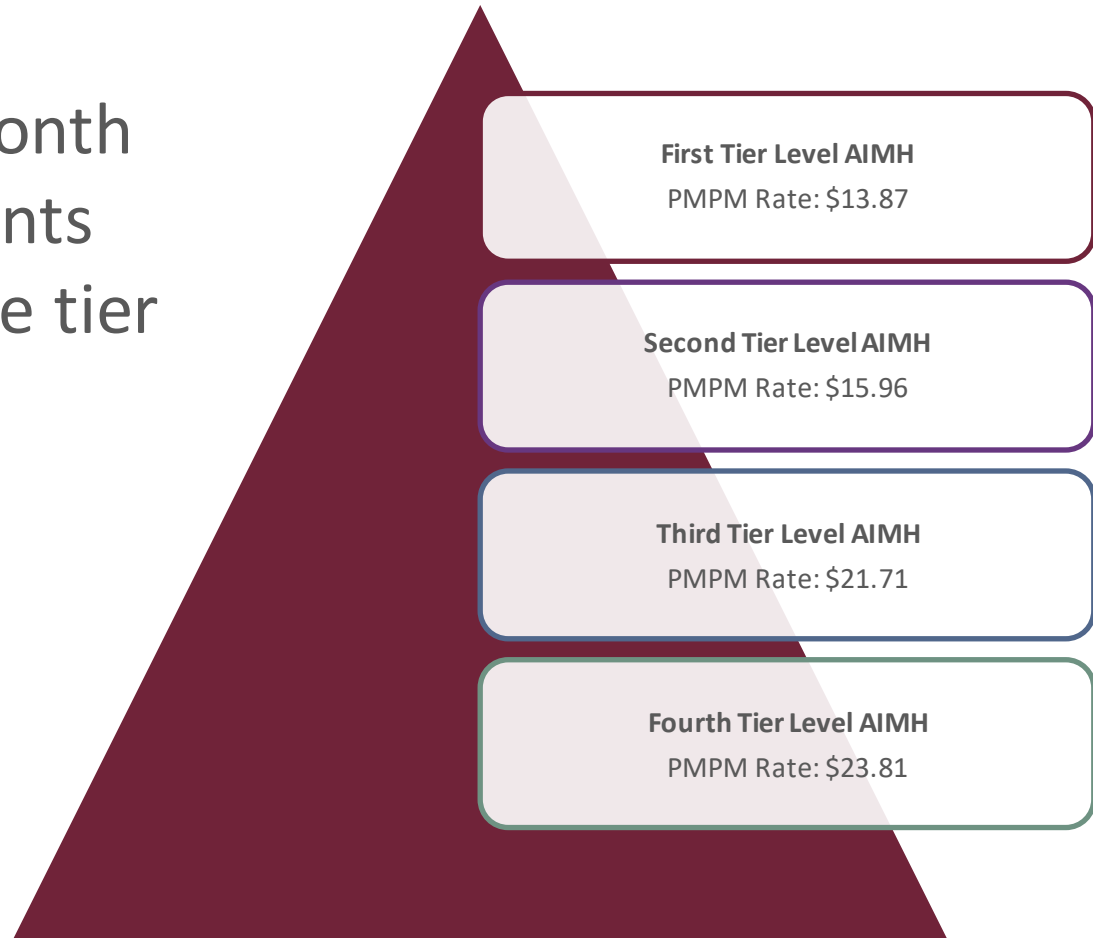 onth
nts
e tier
First Tier Level AIMH
PMPM Rate: $13.87
Second Tier Level AIMH
PMPM Rate: $15.96
Third Tier Level AIMH
PMPM Rate: $21.71
Fourth Tier Level AIMH
PMPM Rate: $23.81